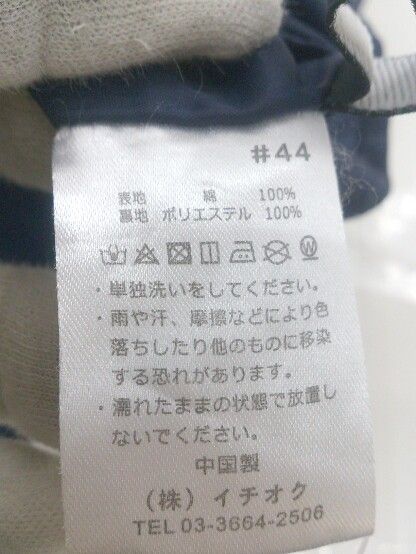 #44
表地 綿 100%
裏地 ポリエステル 100%
・単独洗いをしてください。
・雨や汗、摩擦などにより色
落ちしたり他のものに移染
する恐れがあります。
・濡れたままの状態で放置し
ないでください。
中国製
(株) イチオク
TEL 03-3664-2506